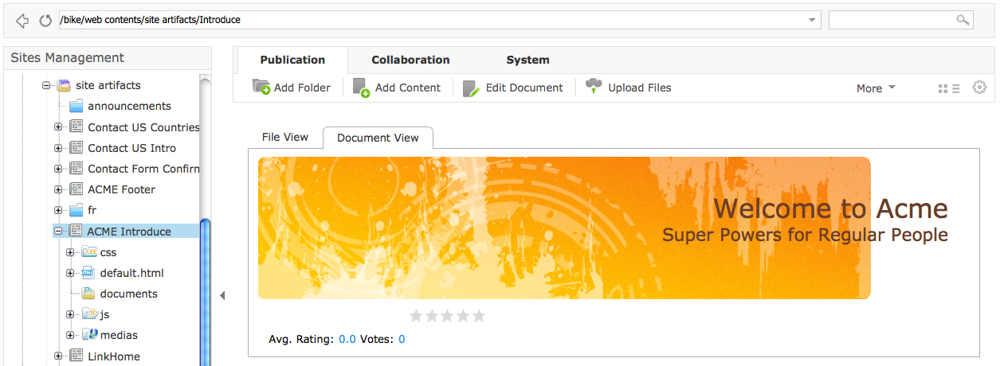 /bike/web contents/site artifacts/Introduce
Sites Management
site artifacts
announcements
Contact US Countries
Contact US Intro
Contact Form Confirm
ACME Footer
fr
ACME Introduce
css
default.html
documents
js
medias
LinkHome
Publication Collaboration System
Add Folder Add Content Edit Document Upload Files More
File View Document View
Welcome to Acme
Super Powers for Regular People
Avg. Rating: 0.0 Votes: 0